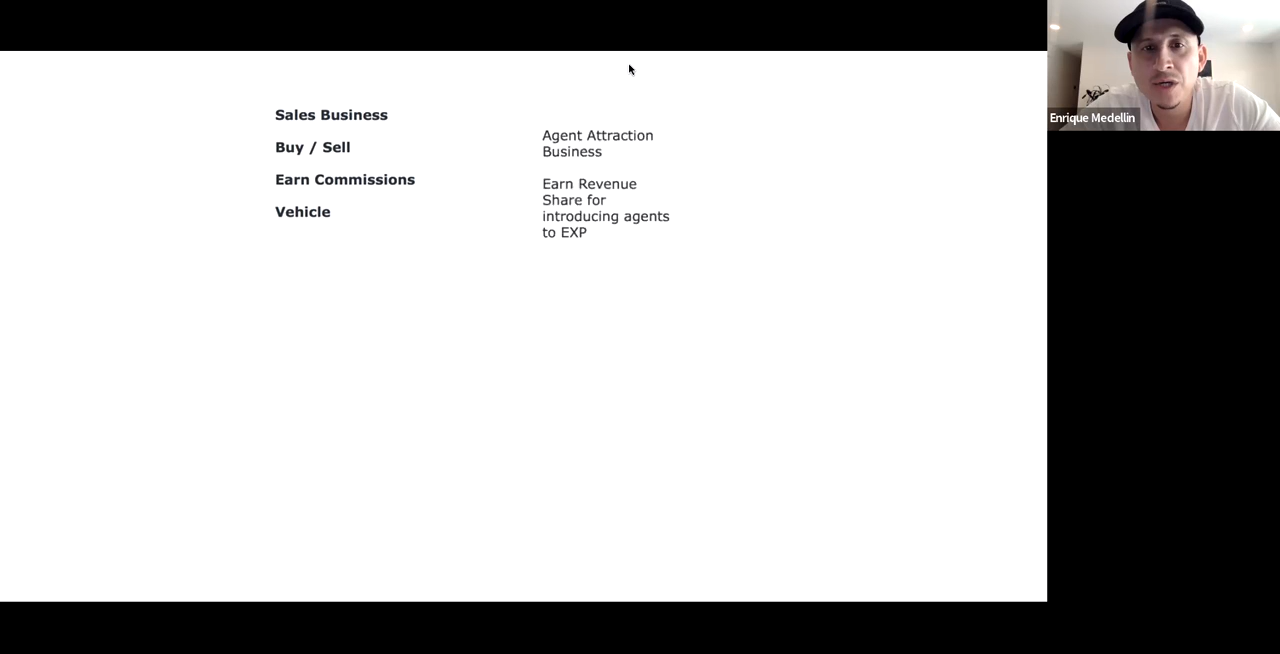 Sales Business
Buy / Sell
Earn Commissions
Vehicle
Agent Attraction
Business
Earn Revenue
Share for
introducing agents
to EXP
Enrique Medellin